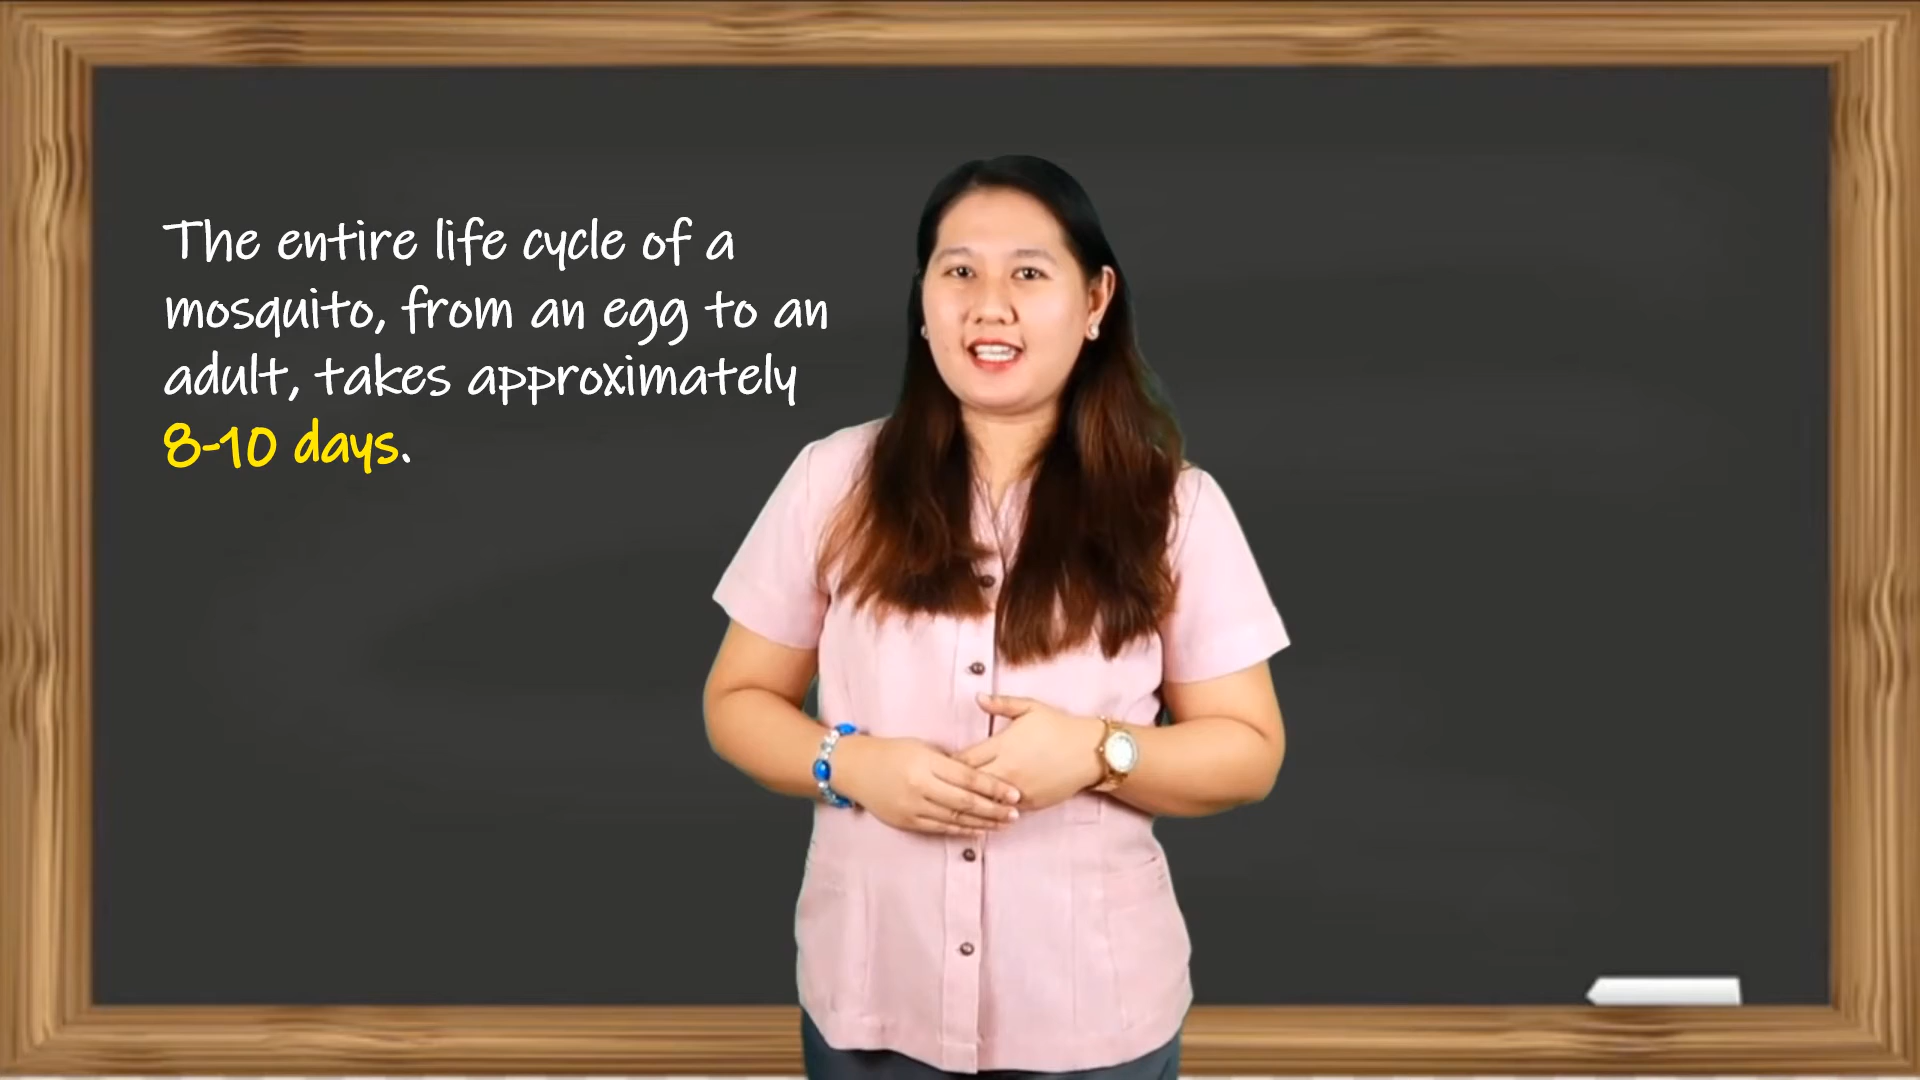 The entire life cycle of a
mosquito, from an egg to an
adult, takes approximately
8-10 days.